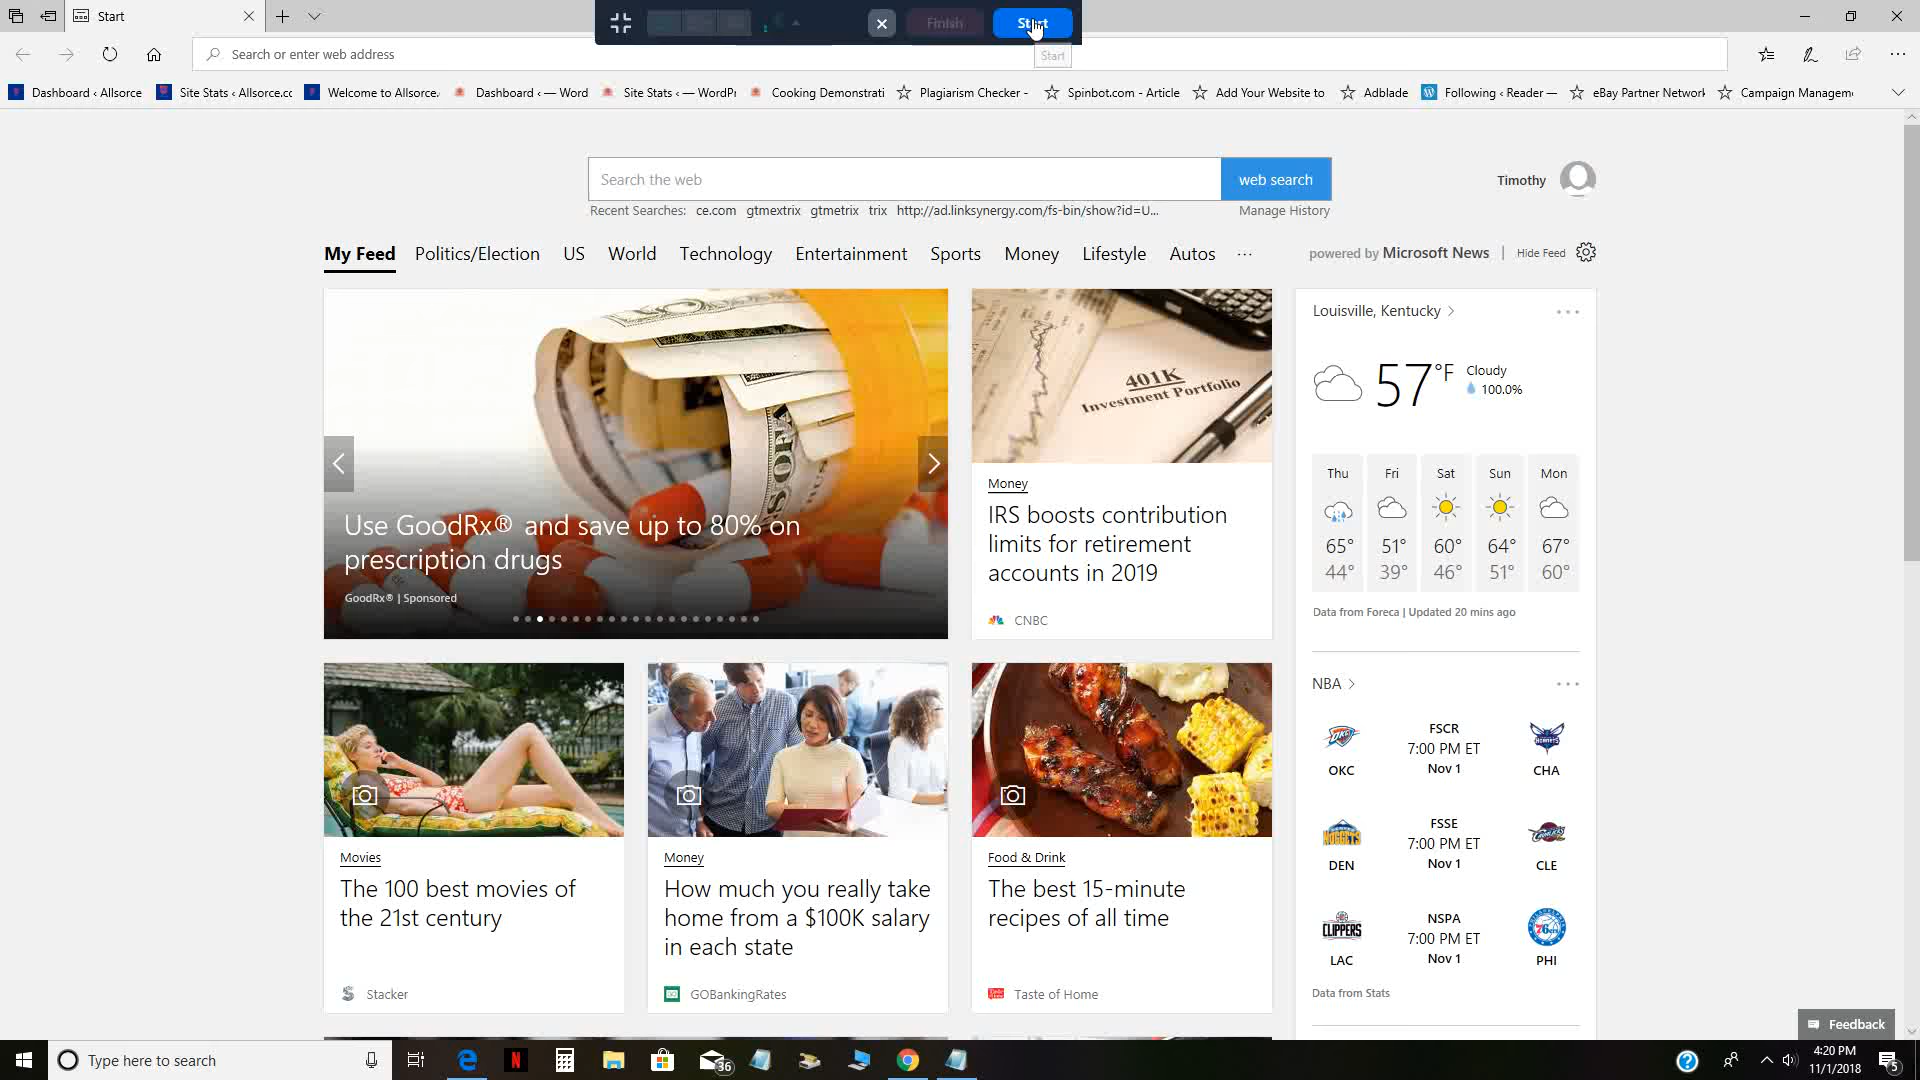 Start
Finish
Start
Start
Search or enter web address
Dashboard ‹ Allsorce
Site Stats ‹ Allsorce.cc
Welcome to Allsorce.
Dashboard ‹ — Word
Site Stats ‹ — WordPr
Cooking Demonstrati
Plagiarism Checker -
Spinbot.com - Article
Add Your Website to
Adblade
Following ‹ Reader —
eBay Partner Network
Campaign Managem
Search the web
web search
Timothy
Recent Searches: ce.com gtmextrix gtmetrix trix http://ad.linksynergy.com/fs-bin/show?id=U...
Manage History
My Feed Politics/Election US World Technology Entertainment Sports Money Lifestyle Autos ...
powered by Microsoft News | Hide Feed
Use GoodRx® and save up to 80% on
prescription drugs
GoodRx® | Sponsored
401K
Investment Portfolio
Money
IRS boosts contribution
limits for retirement
accounts in 2019
CNBC
Louisville, Kentucky >
57°F
Cloudy
100.0%
Thu Fri Sat Sun Mon
65° 51° 60° 64° 67°
44° 39° 46° 51° 60°
Data from Foreca | Updated 20 mins ago
NBA >
FSCR
7:00 PM ET
Nov 1
OKC
HORNETS
CHA
FSSE
7:00 PM ET
Nov 1
NUGGETS
DEN
CAVALIERS
CLE
NSPA
7:00 PM ET
Nov 1
CLIPPERS
LAC
76ers
PHI
Data from Stats
Movies
The 100 best movies of
the 21st century
Stacker
Money
How much you really take
home from a $100K salary
in each state
GOBankingRates
Food & Drink
The best 15-minute
recipes of all time
Taste of Home
Feedback
Type here to search
36
4:20 PM
11/1/2018
5